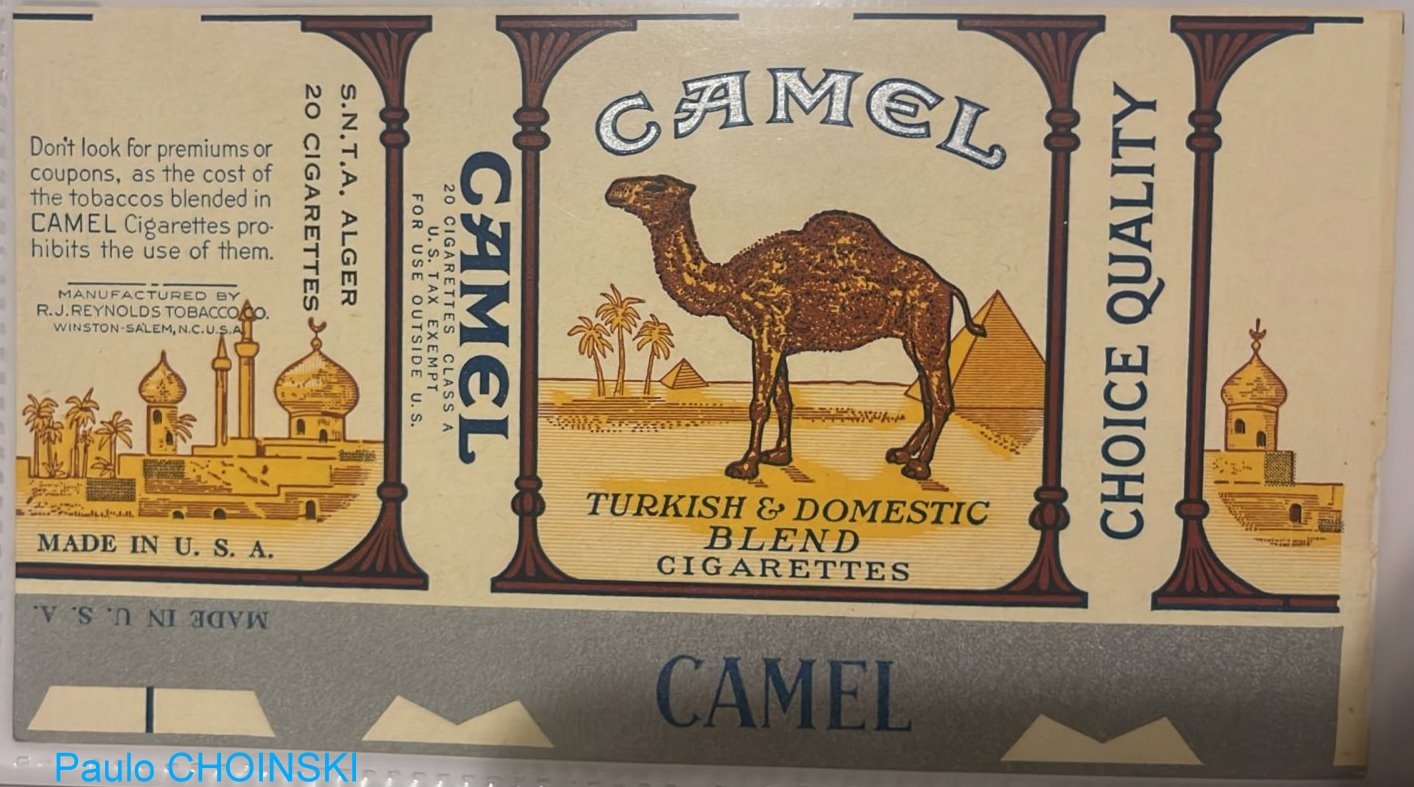 Don't look for premiums or
coupons, as the cost of
the tobaccos blended in
CAMEL Cigarettes pro-
hibits the use of them.
MANUFACTURED BY
R. J. REYNOLDS TOBACCO CO.
WINSTON-SALEM, N.C. U.S.A.
MADE IN U. S. A.
S.N.T.A. ALGER
20 CIGARETTES
CAMEL
20 CIGARETTES CLASS A
U.S. TAX EXEMPT
FOR USE OUTSIDE U.S.
CAMEL
TURKISH & DOMESTIC
BLEND
CIGARETTES
CHOICE QUALITY
MADE IN U. S. A.
CAMEL
Paulo CHOINSKI